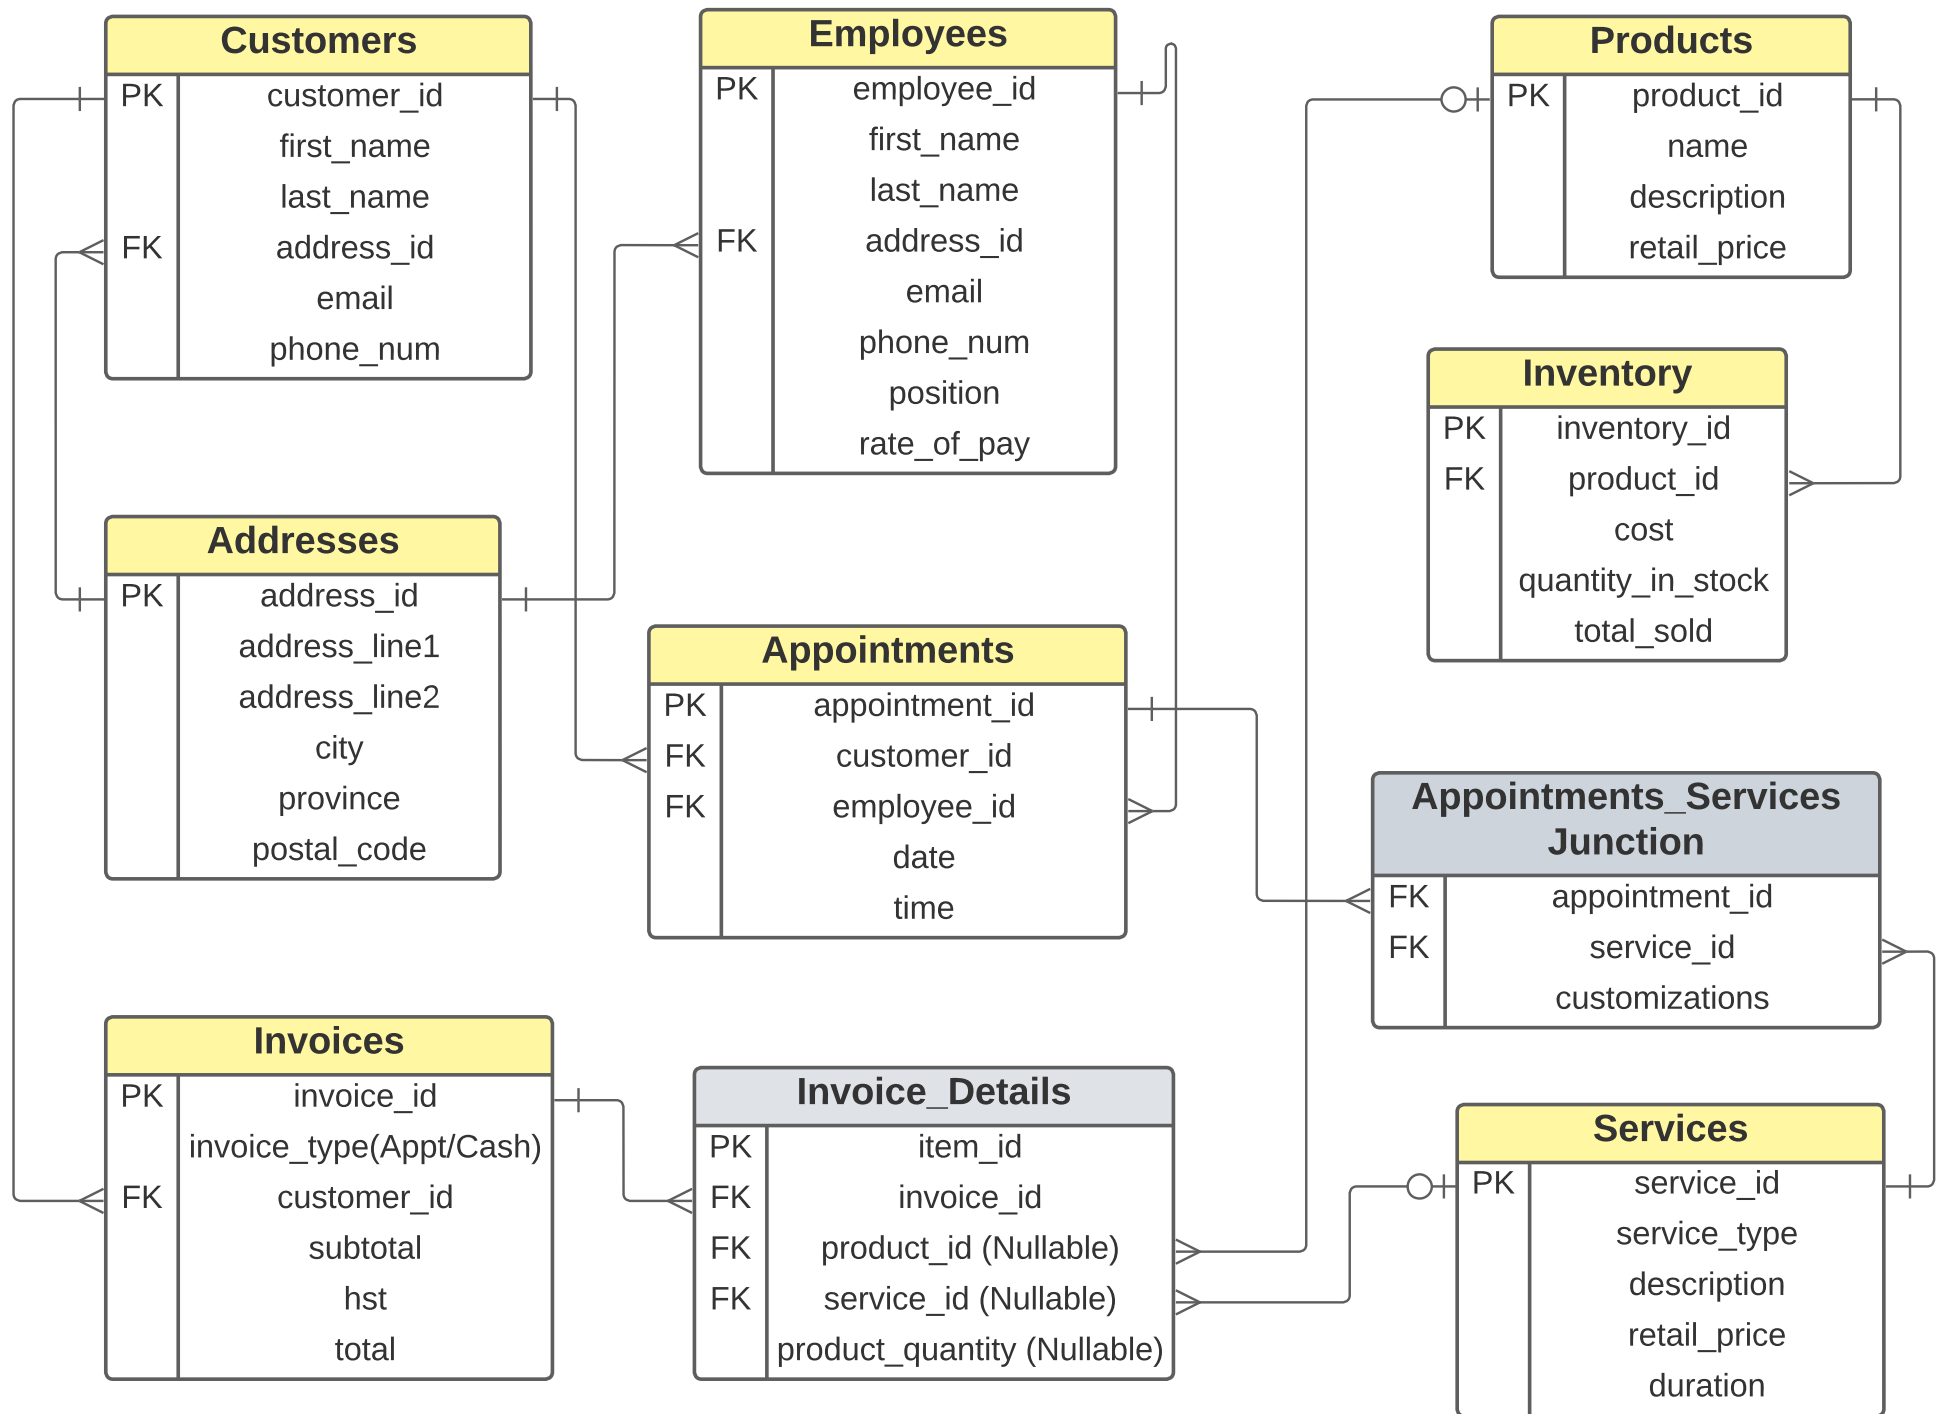 Customers
PK customer_id
first_name
last_name
FK address_id
email
phone_num
Employees
PK employee_id
first_name
last_name
FK address_id
email
phone_num
position
rate_of_pay
Products
PK product_id
name
description
retail_price
Inventory
PK inventory_id
FK product_id
cost
quantity_in_stock
total_sold
Addresses
PK address_id
address_line1
address_line2
city
province
postal_code
Appointments
PK appointment_id
FK customer_id
FK employee_id
date
time
Appointments_Services
Junction
FK appointment_id
FK service_id
customizations
Invoices
PK invoice_id
invoice_type(Appt/Cash)
FK customer_id
subtotal
hst
total
Invoice_Details
PK item_id
FK invoice_id
FK product_id (Nullable)
FK service_id (Nullable)
product_quantity (Nullable)
Services
PK service_id
service_type
description
retail_price
duration